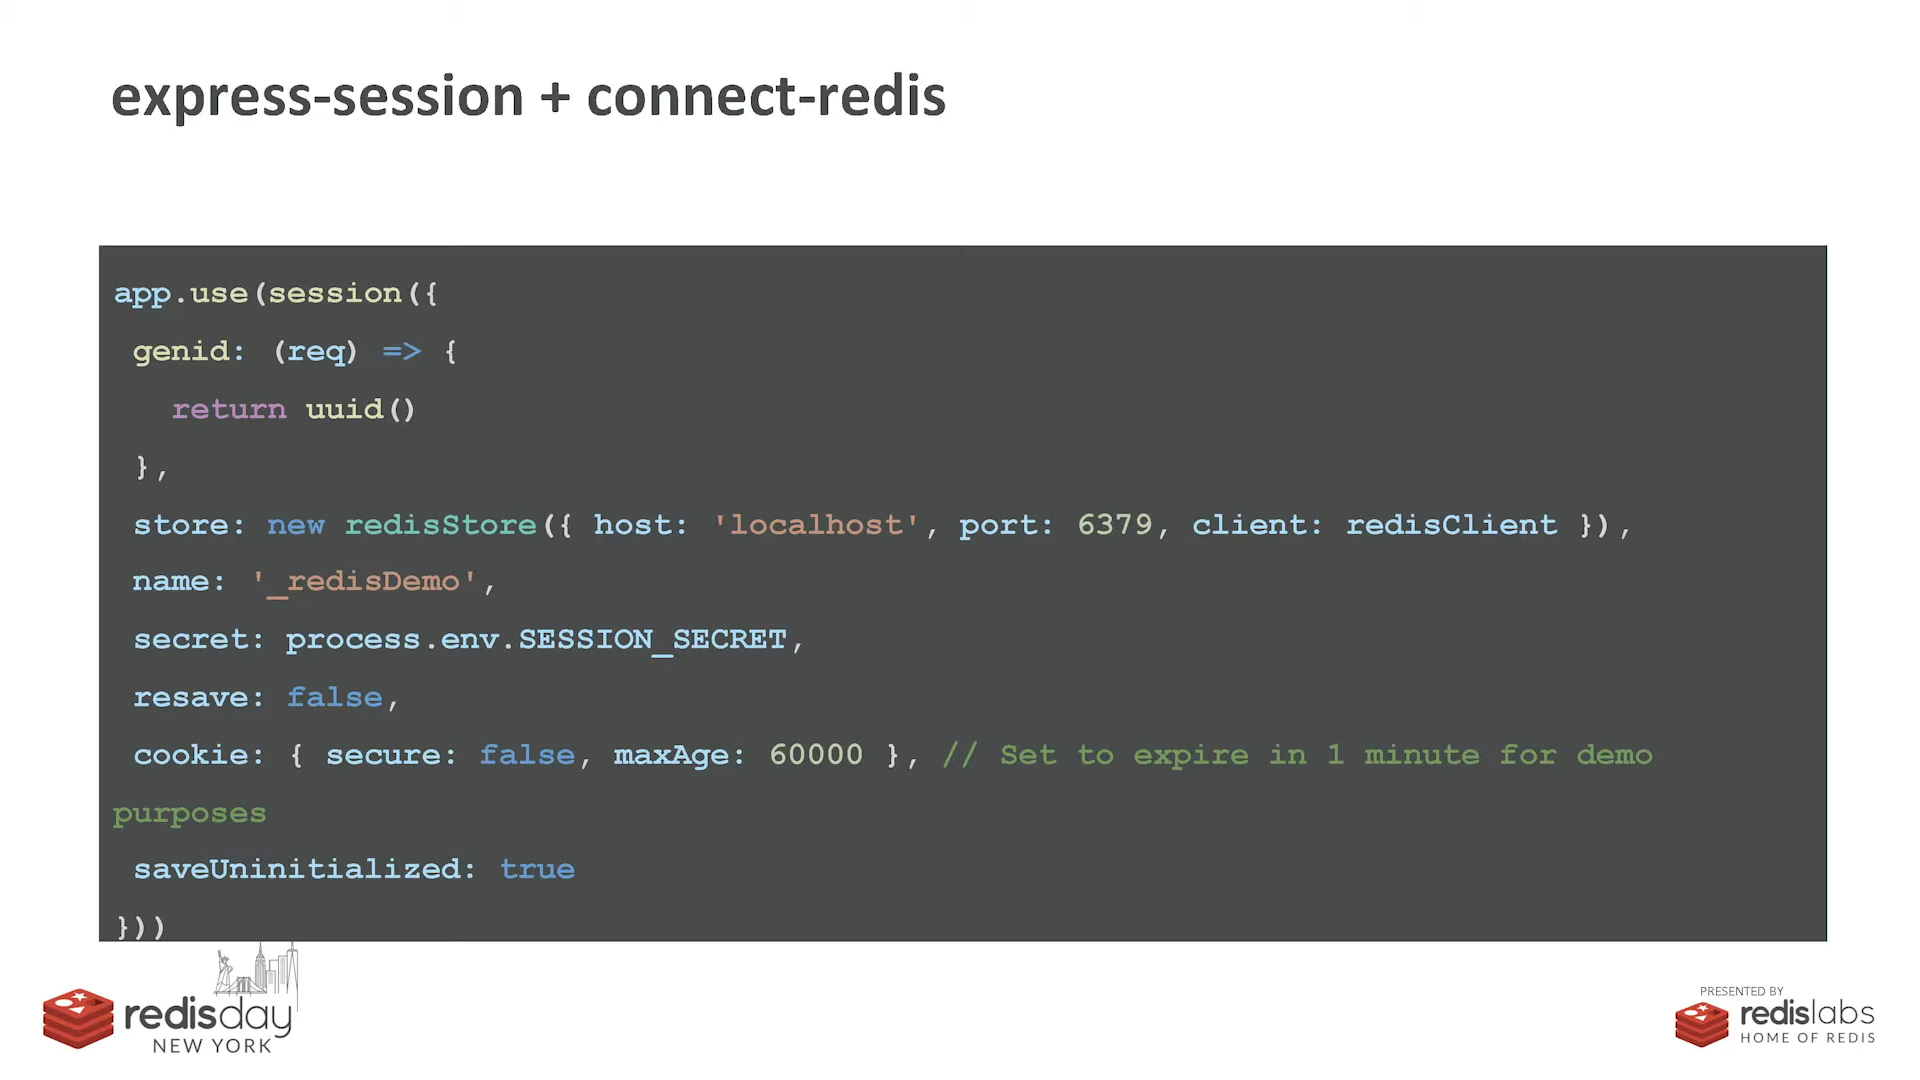 express-session + connect-redis
app.use(session({
genid: (req) => {
return uuid()
},
store: new redisStore({ host: 'localhost', port: 6379, client: redisClient }),
name: '_redisDemo',
secret: process.env.SESSION_SECRET,
resave: false,
cookie: { secure: false, maxAge: 60000 }, // Set to expire in 1 minute for demo
purposes
saveUninitialized: true
}))
redisday
NEW YORK
PRESENTED BY
redislabs
HOME OF REDIS